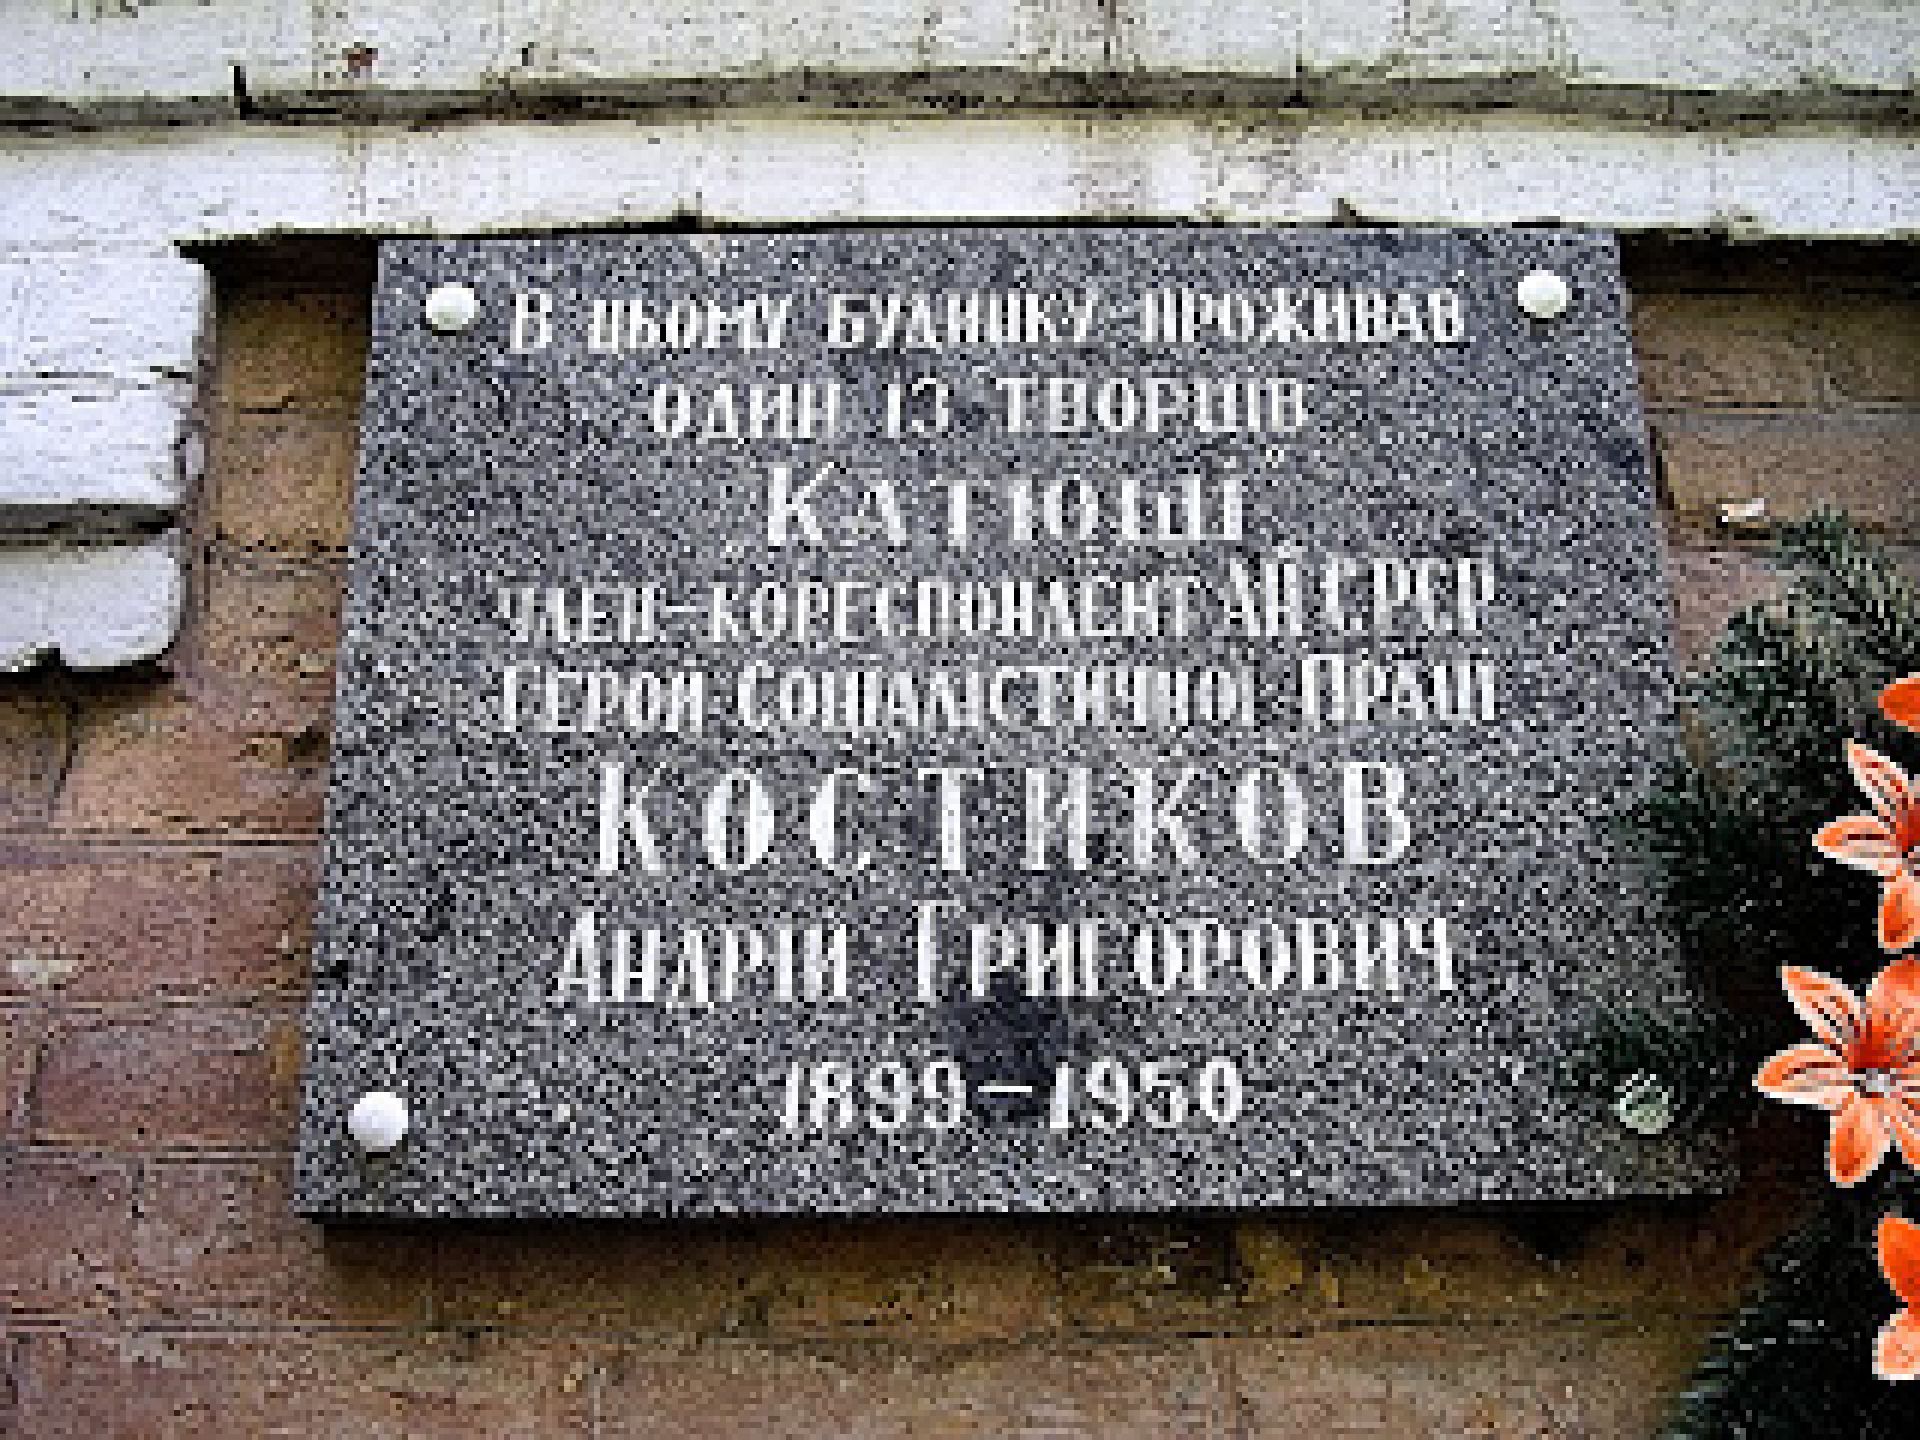 В цьому будинку проживав
один із творців
"Катюші"
член-кореспондент АН СРСР
Герой Соціалістичної Праці
КОСТИКОВ
Андрій Григорович
1899–1950